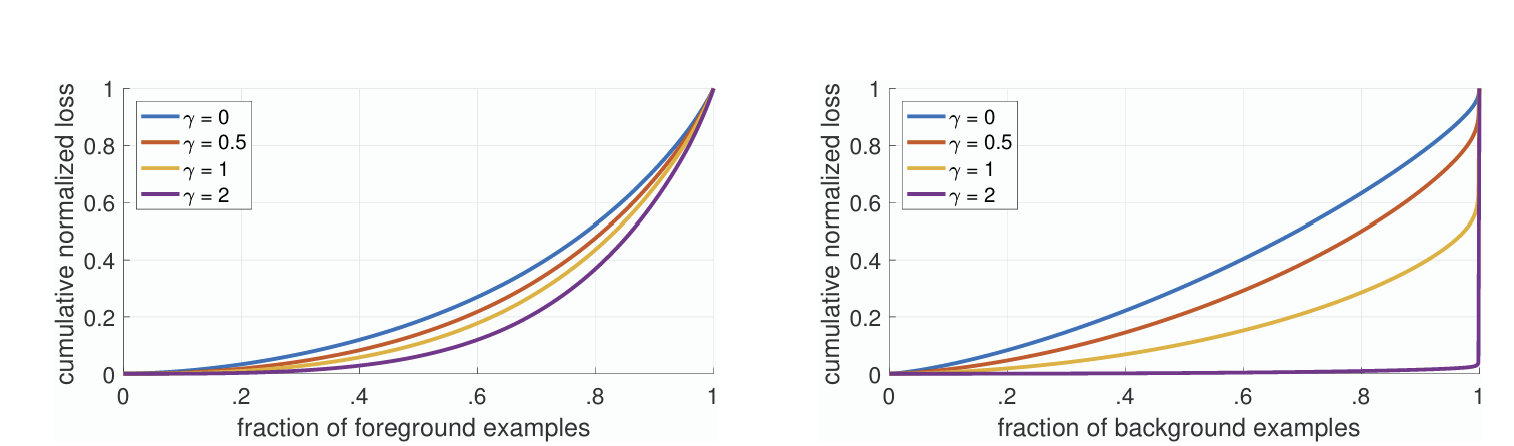 cumulative normalized loss
1
0.8
0.6
0.4
0.2
0
γ = 0
γ = 0.5
γ = 1
γ = 2
0 .2 .4 .6 .8 1
fraction of foreground examples
cumulative normalized loss
1
0.8
0.6
0.4
0.2
0
γ = 0
γ = 0.5
γ = 1
γ = 2
0 .2 .4 .6 .8 1
fraction of background examples